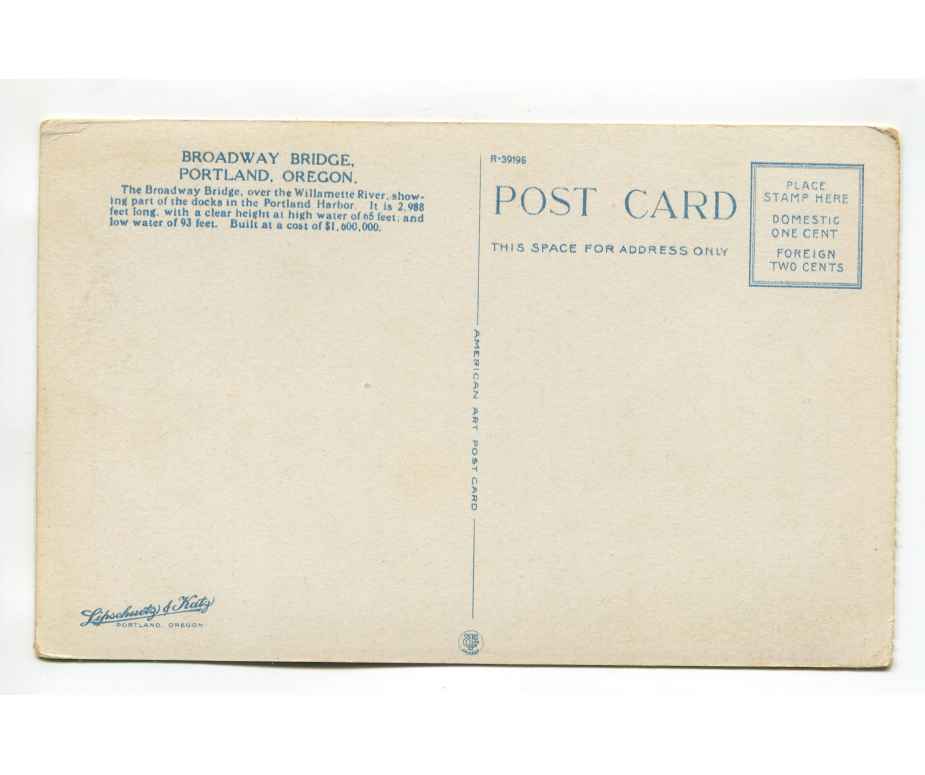 BROADWAY BRIDGE,
PORTLAND, OREGON.
The Broadway Bridge, over the Willamette River, show-
ing part of the docks in the Portland Harbor. It is 2,988
feet long, with a clear height at high water of 65 feet, and
low water of 93 feet. Built at a cost of $1,600,000.
Lipschuetz & Katz
PORTLAND, OREGON
AMERICAN ART POST CARD
R-39196
POST CARD
THIS SPACE FOR ADDRESS ONLY
PLACE
STAMP HERE
DOMESTIC
ONE CENT
FOREIGN
TWO CENTS